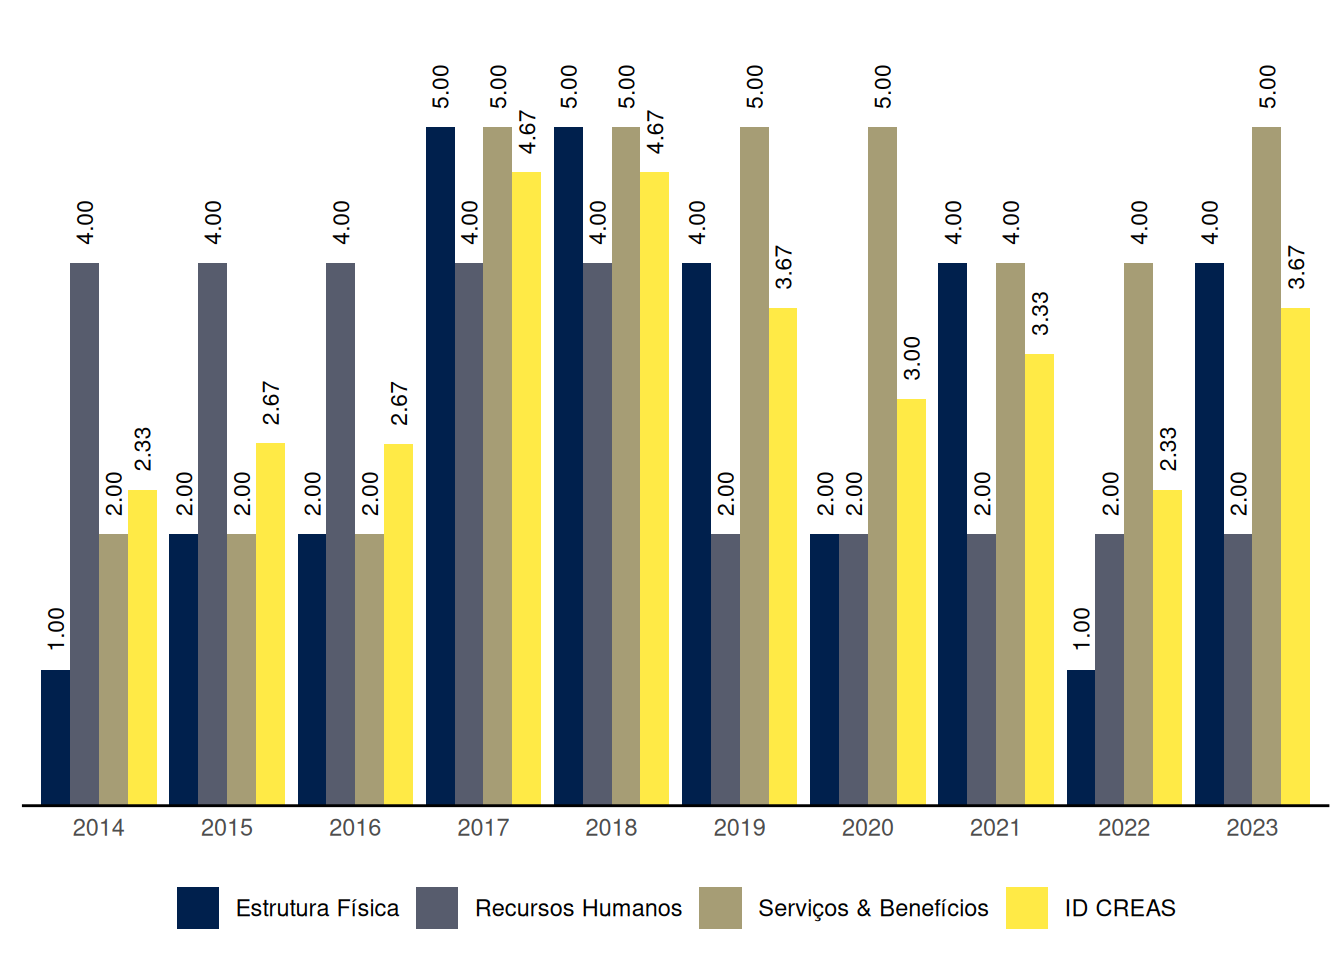 5.00 5.00 5.00 5.00 5.00 5.00 5.00
4.67 4.67
4.00 4.00 4.00 4.00 4.00 4.00 4.00 4.00 4.00 4.00
3.67 3.67
3.33
3.00
2.67 2.67
2.33 2.33
2.00 2.00 2.00 2.00 2.00 2.00 2.00 2.00 2.00 2.00 2.00
1.00 1.00
2014 2015 2016 2017 2018 2019 2020 2021 2022 2023
Estrutura Física Recursos Humanos Serviços & Benefícios ID CREAS